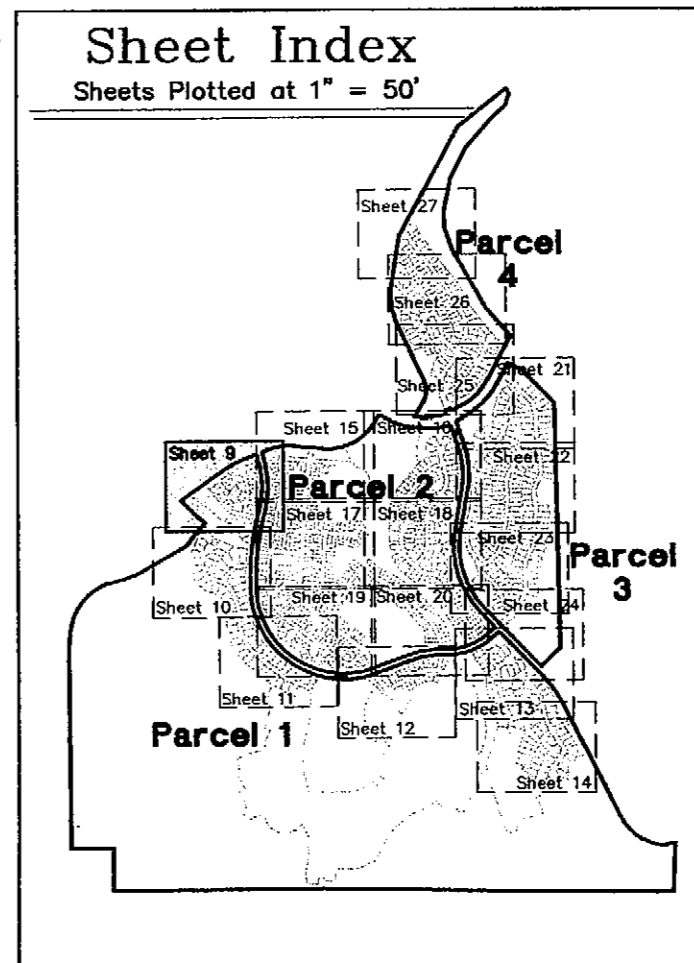 Sheet Index
Sheets Plotted at 1" = 50'
Sheet 27
Parcel
4
Sheet 26
Sheet 25
Sheet 21
Sheet 15
Sheet 16
Sheet 9
Sheet 22
Parcel 2
Sheet 17
Sheet 18
Sheet 23
Parcel
3
Sheet 10
Sheet 19
Sheet 20
Sheet 24
Sheet 11
Sheet 12
Sheet 13
Parcel 1
Sheet 14